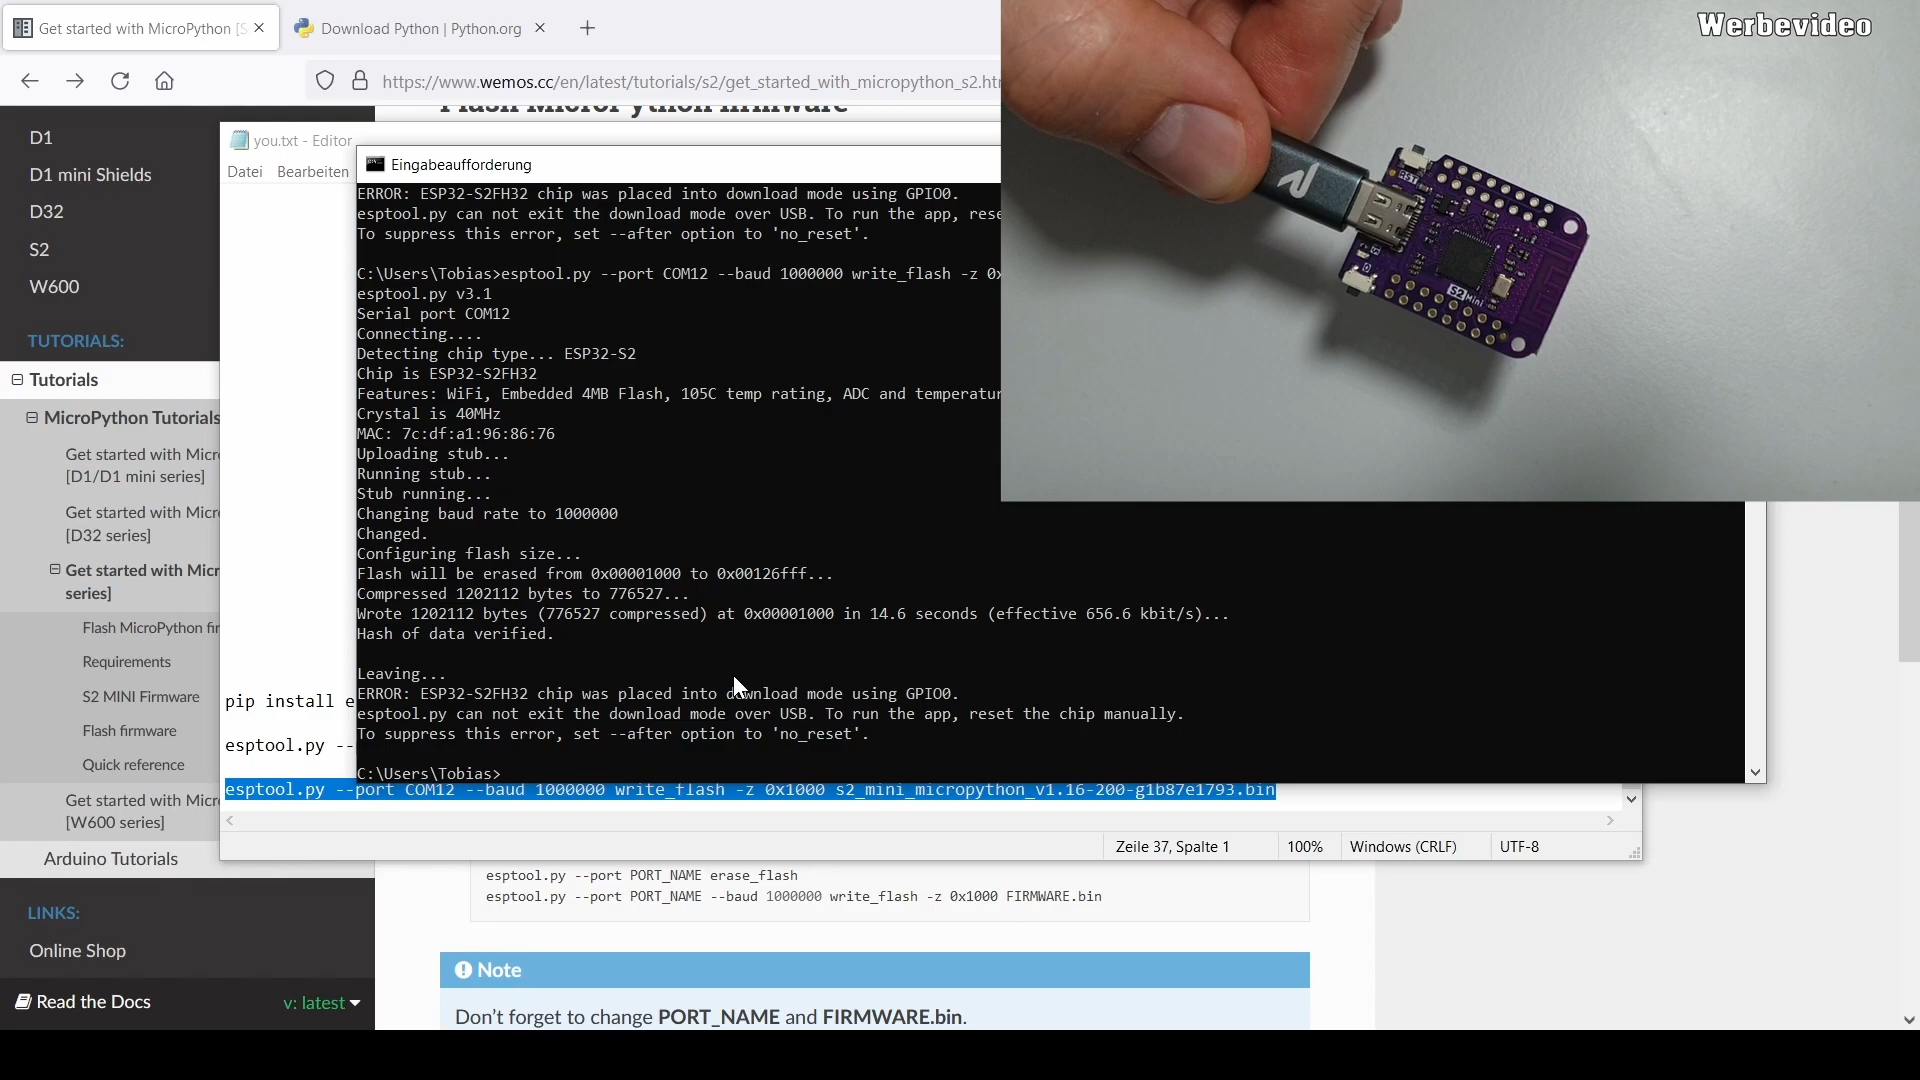 Get started with MicroPython [S
Download Python | Python.org
Werbevideo
https://www.wemos.cc/en/latest/tutorials/s2/get_started_with_micropython_s2.htm
Flash MicroPython firmware
D1
D1 mini Shields
D32
S2
W600
TUTORIALS:
Tutorials
MicroPython Tutorials
Get started with Micr
[D1/D1 mini series]
Get started with Micr
[D32 series]
Get started with Micr
series]
Flash MicroPython fir
Requirements
S2 MINI Firmware
Flash firmware
Quick reference
Get started with Micr
[W600 series]
Arduino Tutorials
LINKS:
Online Shop
Read the Docs
v: latest
you.txt - Editor
Datei Bearbeiten
pip install e
esptool.py --
esptool.py --port COM12 --baud 1000000 write_flash -z 0x1000 s2_mini_micropython_v1.16-200-g1b87e1793.bin
Zeile 37, Spalte 1
100%
Windows (CRLF)
UTF-8
Eingabeaufforderung
ERROR: ESP32-S2FH32 chip was placed into download mode using GPIO0.
esptool.py can not exit the download mode over USB. To run the app, rese
To suppress this error, set --after option to 'no_reset'.
C:\Users\Tobias>esptool.py --port COM12 --baud 1000000 write_flash -z 0x
esptool.py v3.1
Serial port COM12
Connecting....
Detecting chip type... ESP32-S2
Chip is ESP32-S2FH32
Features: WiFi, Embedded 4MB Flash, 105C temp rating, ADC and temperatur
Crystal is 40MHz
MAC: 7c:df:a1:96:86:76
Uploading stub...
Running stub...
Stub running...
Changing baud rate to 1000000
Changed.
Configuring flash size...
Flash will be erased from 0x00001000 to 0x00126fff...
Compressed 1202112 bytes to 776527...
Wrote 1202112 bytes (776527 compressed) at 0x00001000 in 14.6 seconds (effective 656.6 kbit/s)...
Hash of data verified.
Leaving...
ERROR: ESP32-S2FH32 chip was placed into download mode using GPIO0.
esptool.py can not exit the download mode over USB. To run the app, reset the chip manually.
To suppress this error, set --after option to 'no_reset'.
C:\Users\Tobias>
RST
0
S2 Mini
esptool.py --port PORT_NAME erase_flash
esptool.py --port PORT_NAME --baud 1000000 write_flash -z 0x1000 FIRMWARE.bin
Note
Don't forget to change PORT_NAME and FIRMWARE.bin.